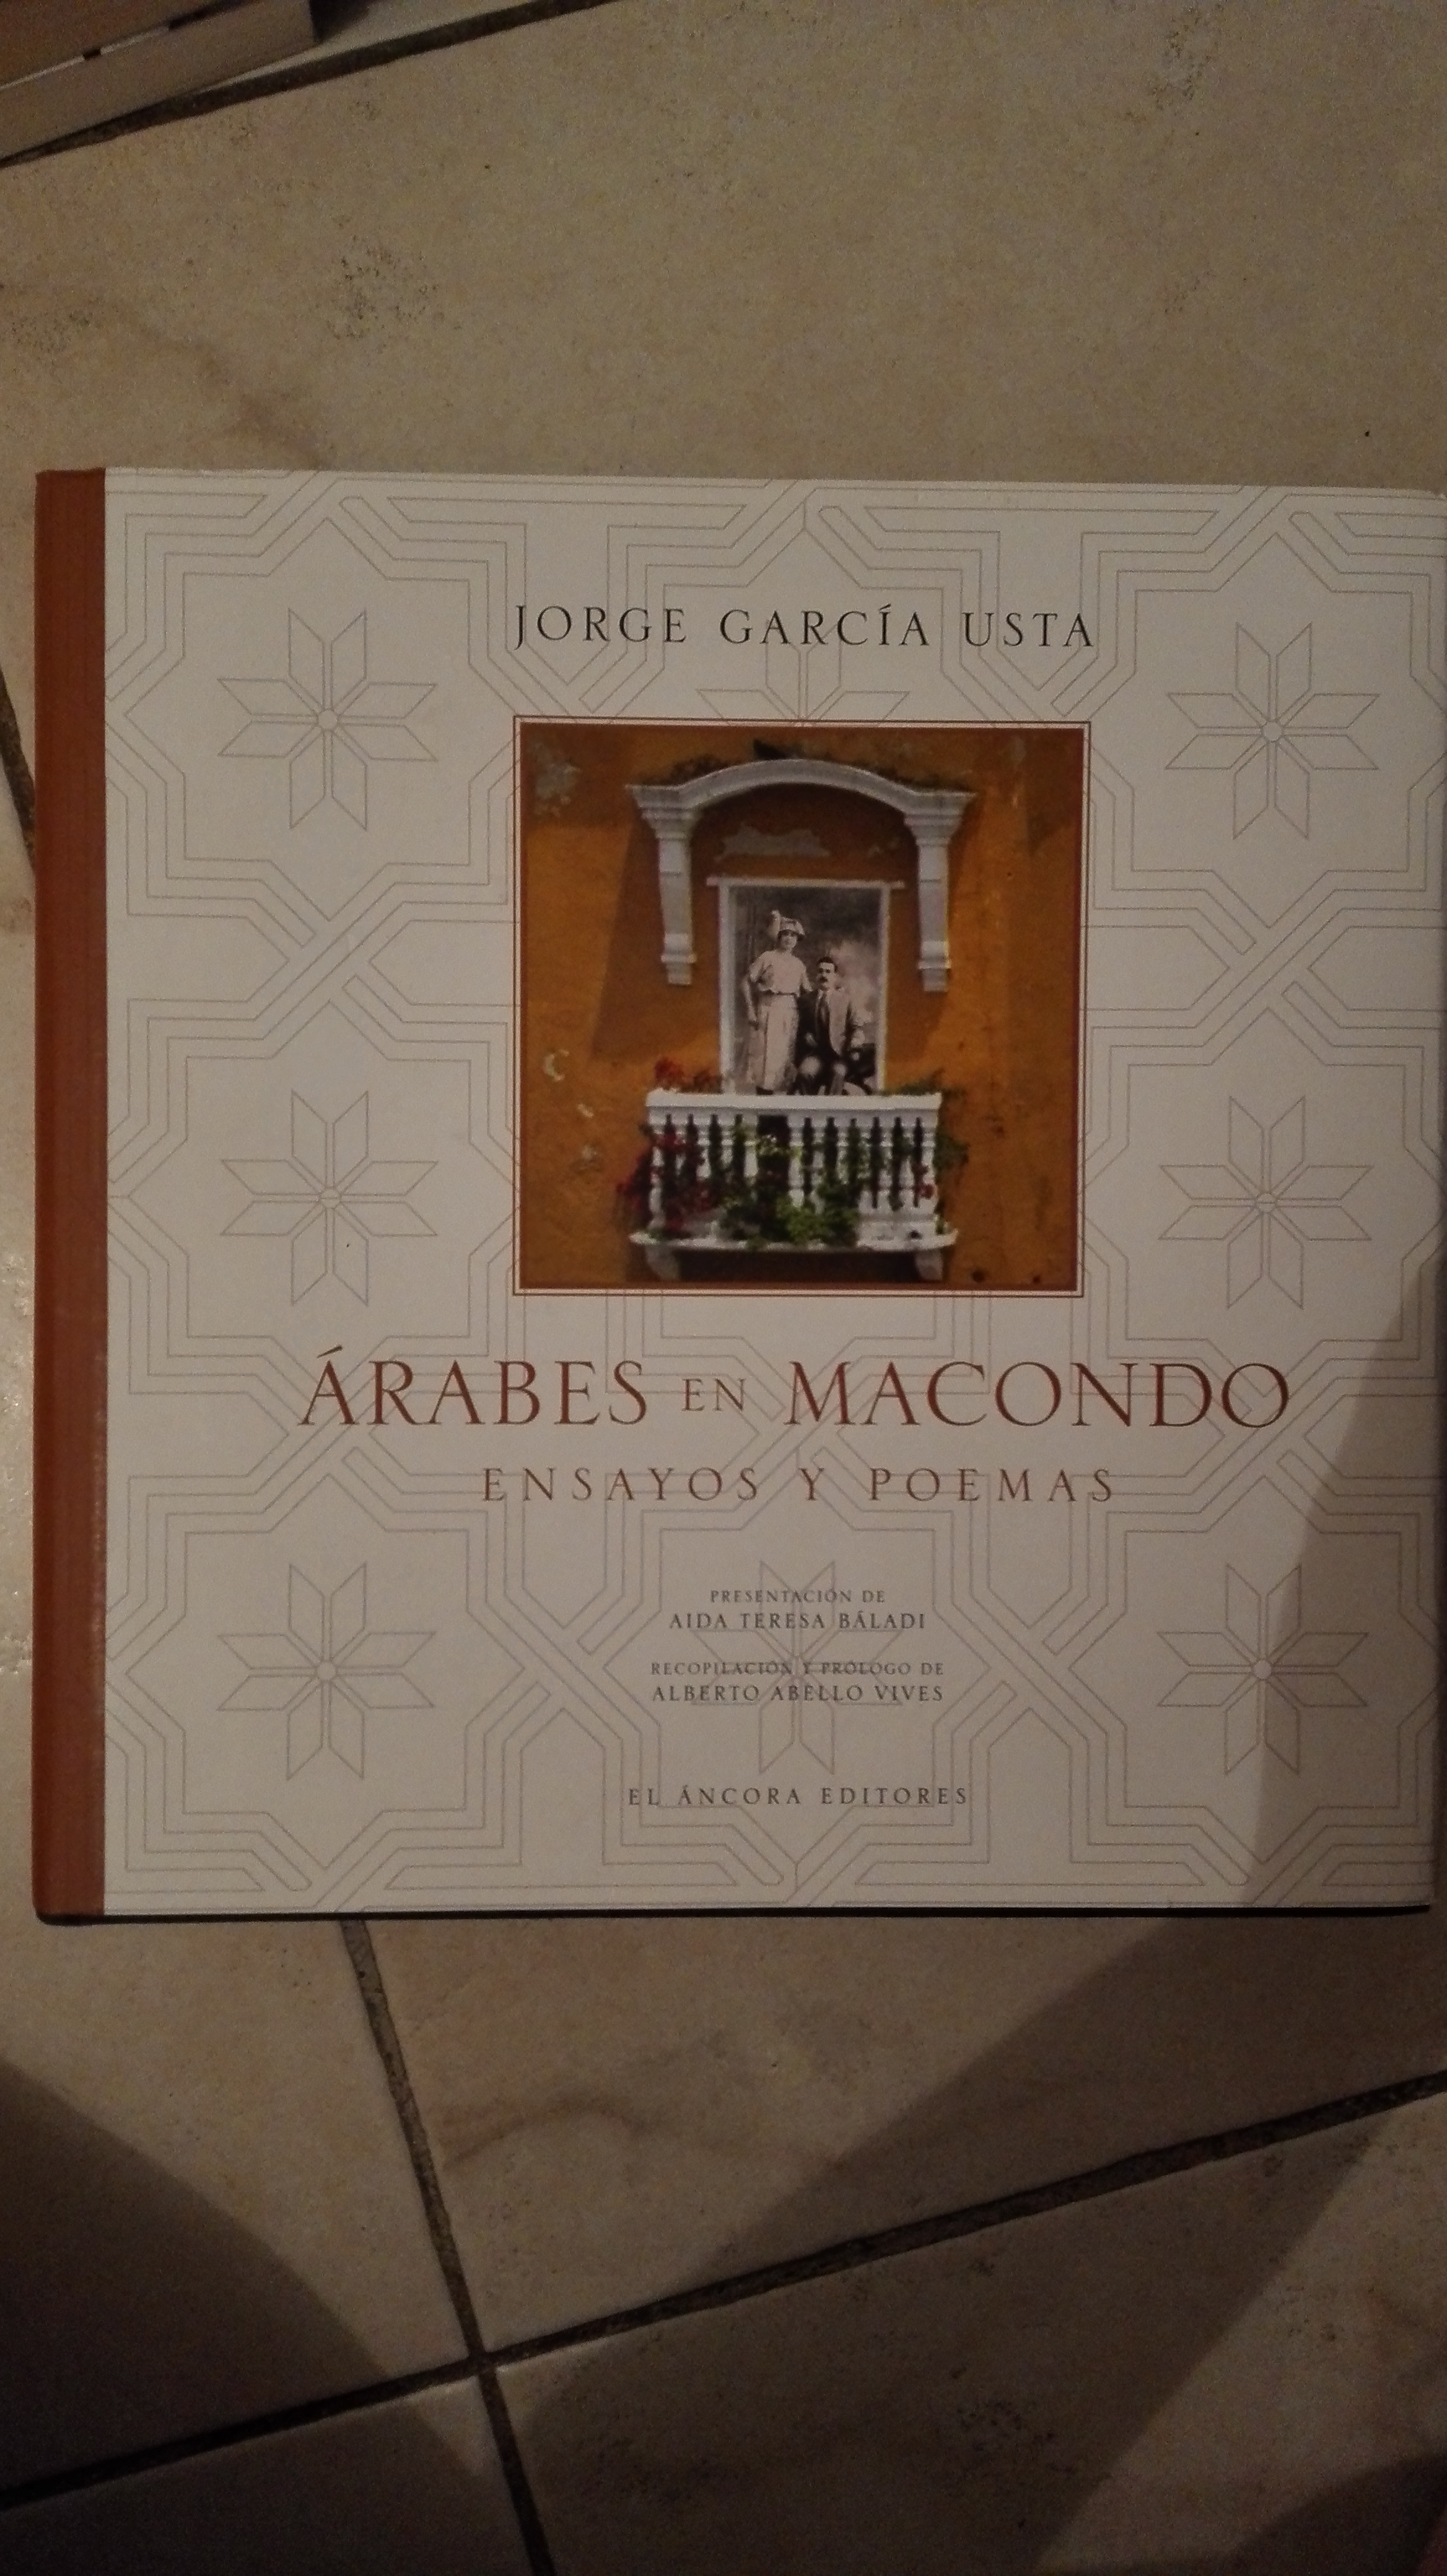 JORGE GARCÍA USTA
ÁRABES EN MACONDO
ENSAYOS Y POEMAS
PRESENTACIÓN DE
AIDA TERESA BÁLADI
RECOPILACIÓN Y PRÓLOGO DE
ALBERTO ABELLO VIVES
EL ÁNCORA EDITORES